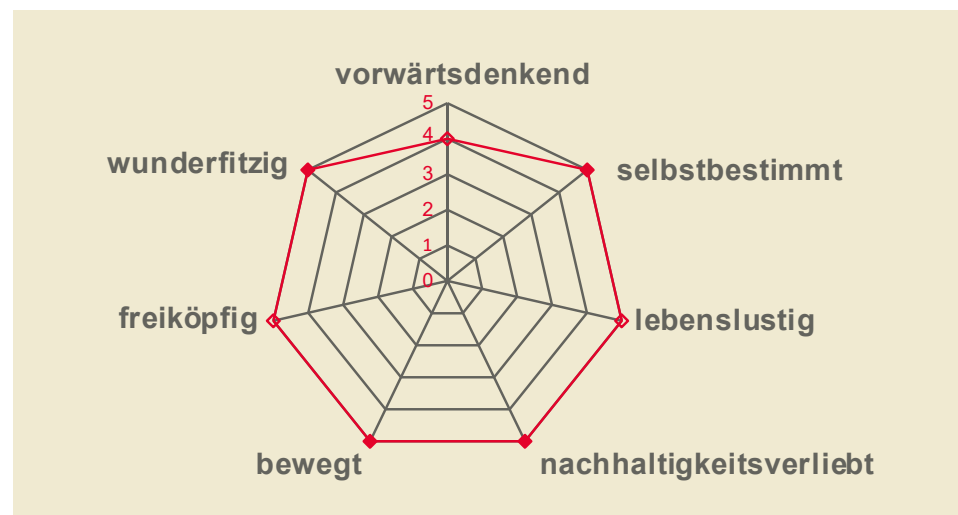 vorwärtsdenkend
5
4
wunderfitzig
selbstbestimmt
3
2
1
0
freiköpfig
lebenslustig
bewegt
nachhaltigkeitsverliebt